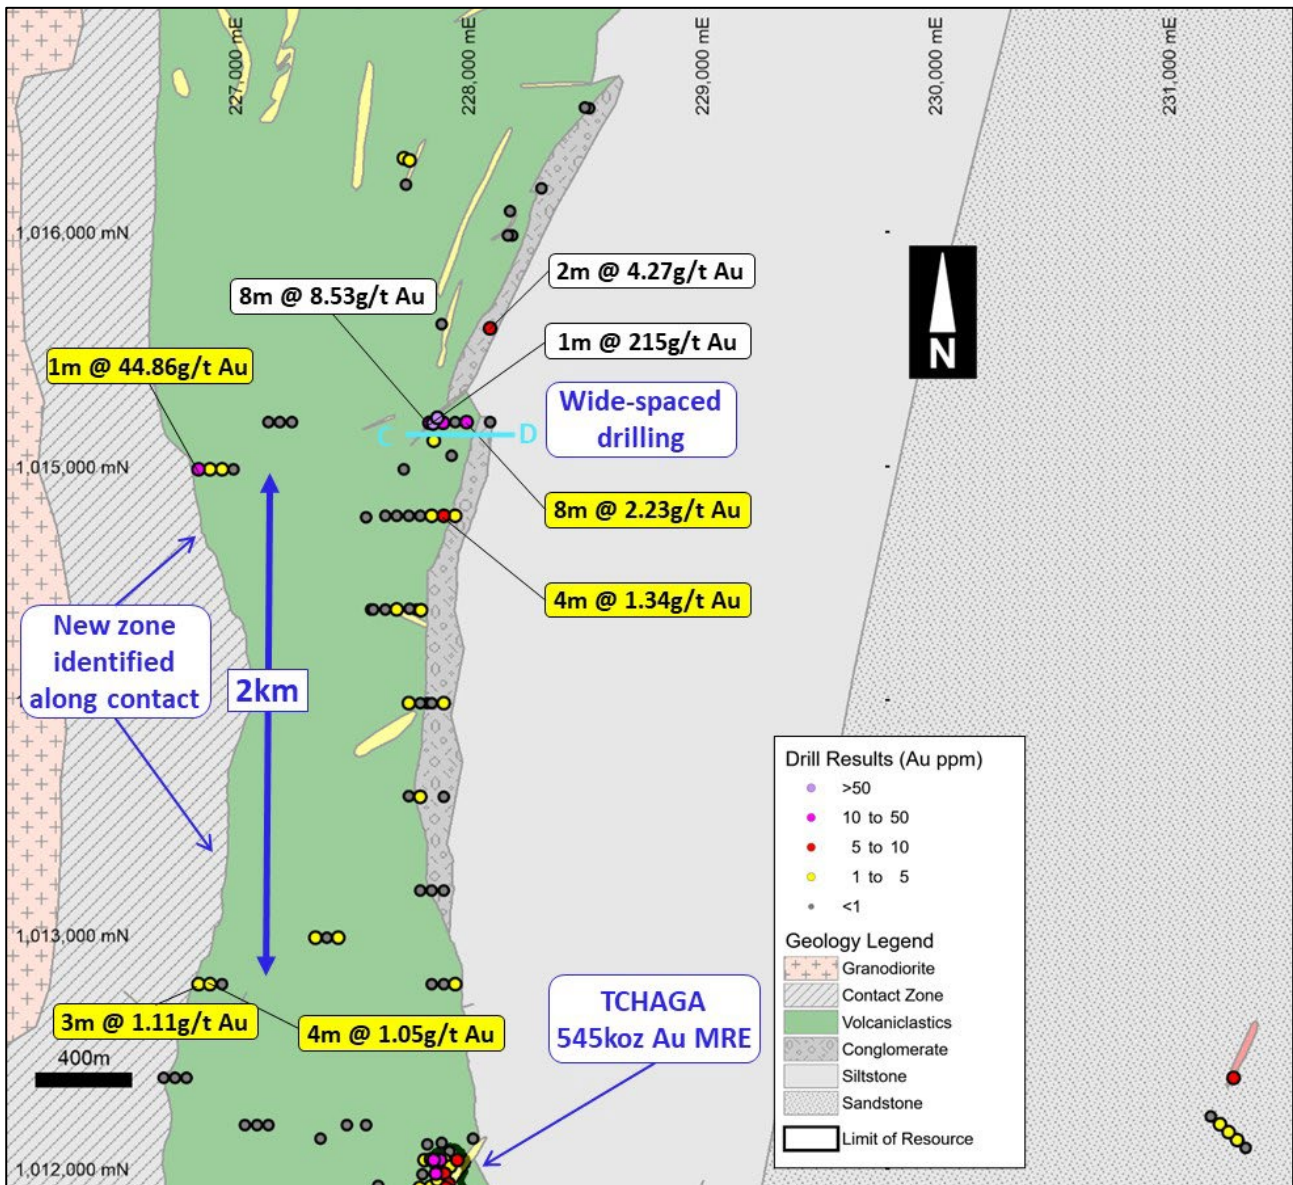 227,000 mE
228,000 mE
229,000 mE
230,000 mE
231,000 mE
1,016,000 mN
2m @ 4.27g/t Au
8m @ 8.53g/t Au
1m @ 215g/t Au
1m @ 44.86g/t Au
N
Wide-spaced
drilling
C
D
1,015,000 mN
8m @ 2.23g/t Au
4m @ 1.34g/t Au
New zone
identified
along contact
2km
mN
Drill Results (Au ppm)
>50
10 to 50
5 to 10
1 to 5
<1
Geology Legend
Granodiorite
Contact Zone
Volcaniclastics
Conglomerate
Siltstone
Sandstone
Limit of Resource
1,013,000 mN
3m @ 1.11g/t Au
4m @ 1.05g/t Au
TCHAGA
545koz Au MRE
400m
1,012,000 mN